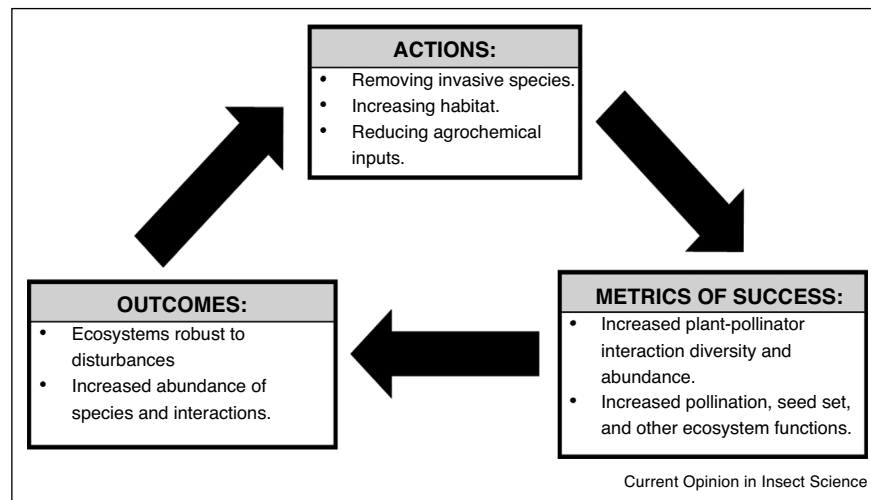 ACTIONS:
• Removing invasive species.
• Increasing habitat.
• Reducing agrochemical
inputs.
METRICS OF SUCCESS:
• Increased plant-pollinator
interaction diversity and
abundance.
• Increased pollination, seed set,
and other ecosystem functions.
OUTCOMES:
• Ecosystems robust to
disturbances
• Increased abundance of
species and interactions.
Current Opinion in Insect Science